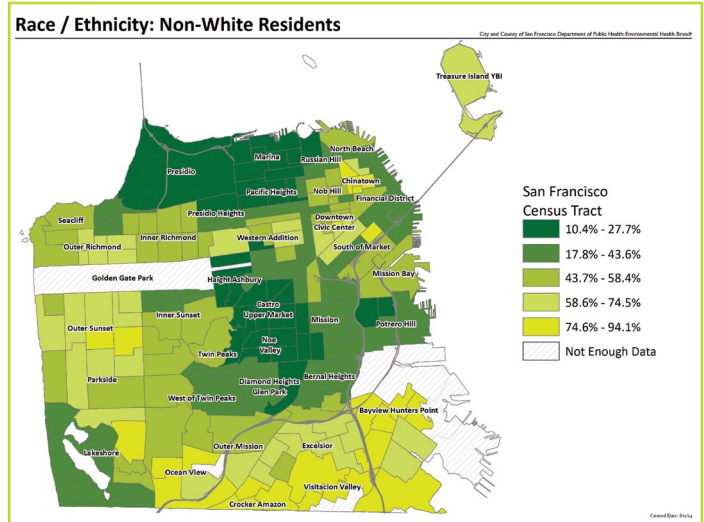 Race / Ethnicity: Non-White Residents
City and County of San Francisco Department of Public Health Environmental Health Branch
Treasure Island YBI
North Beach
Marina
Russian Hill
Presidio
Chinatown
Pacific Heights
Nob Hill
Financial District
Presidio Heights
Seacliff
Downtown
Civic Center
Inner Richmond
Western Addition
Outer Richmond
South of Market
Golden Gate Park
Haight Ashbury
Mission Bay
Castro
Upper Market
Inner Sunset
Mission
Potrero Hill
Outer Sunset
Noe
Valley
Twin Peaks
Parkside
Diamond Heights
Glen Park
Bernal Heights
West of Twin Peaks
Bayview Hunters Point
Outer Mission
Excelsior
Lakeshore
Ocean View
Visitacion Valley
Crocker Amazon
San Francisco
Census Tract
10.4% - 27.7%
17.8% - 43.6%
43.7% - 58.4%
58.6% - 74.5%
74.6% - 94.1%
Not Enough Data